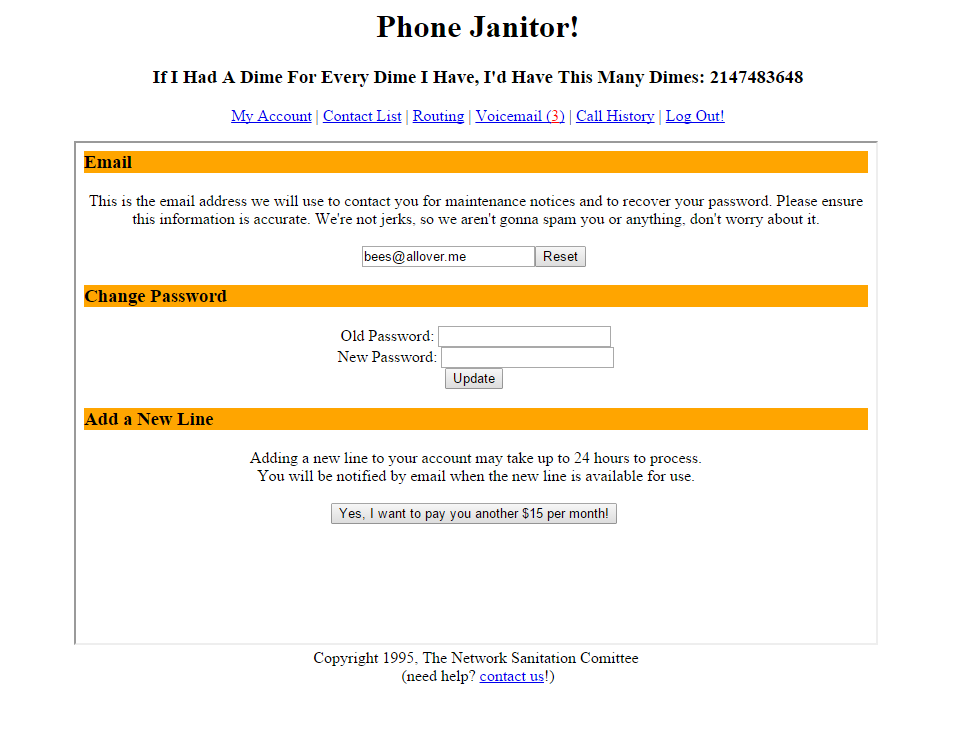 Phone Janitor!
If I Had A Dime For Every Dime I Have, I'd Have This Many Dimes: 2147483648
My Account | Contact List | Routing | Voicemail (3) | Call History | Log Out!
Email
This is the email address we will use to contact you for maintenance notices and to recover your password. Please ensure
this information is accurate. We're not jerks, so we aren't gonna spam you or anything, don't worry about it.
bees@allover.me Reset
Change Password
Old Password:
New Password:
Update
Add a New Line
Adding a new line to your account may take up to 24 hours to process.
You will be notified by email when the new line is available for use.
Yes, I want to pay you another $15 per month!
Copyright 1995, The Network Sanitation Comittee
(need help? contact us!)